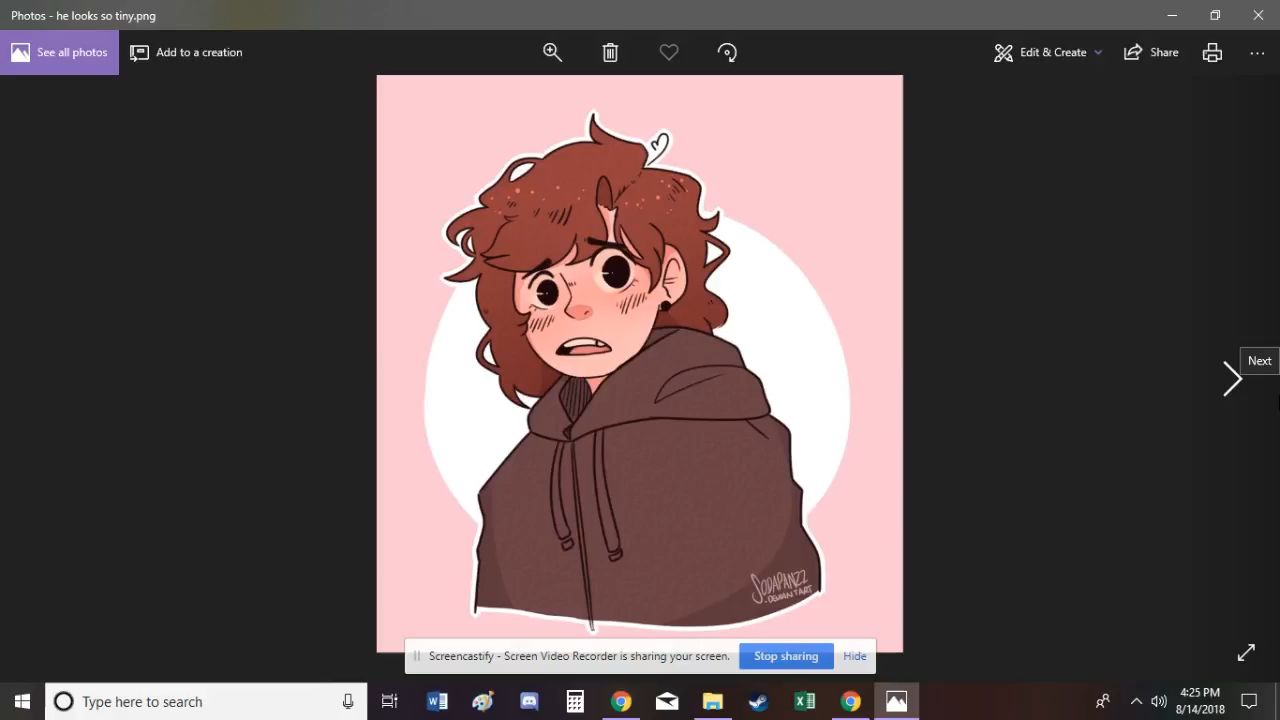 Photos - he looks so tiny.png
See all photos
Add to a creation
Edit & Create
Share
Next
SODAPANZZ
.DEVIANTART
Screencastify - Screen Video Recorder is sharing your screen.
Stop sharing
Hide
Type here to search
4:25 PM
8/14/2018